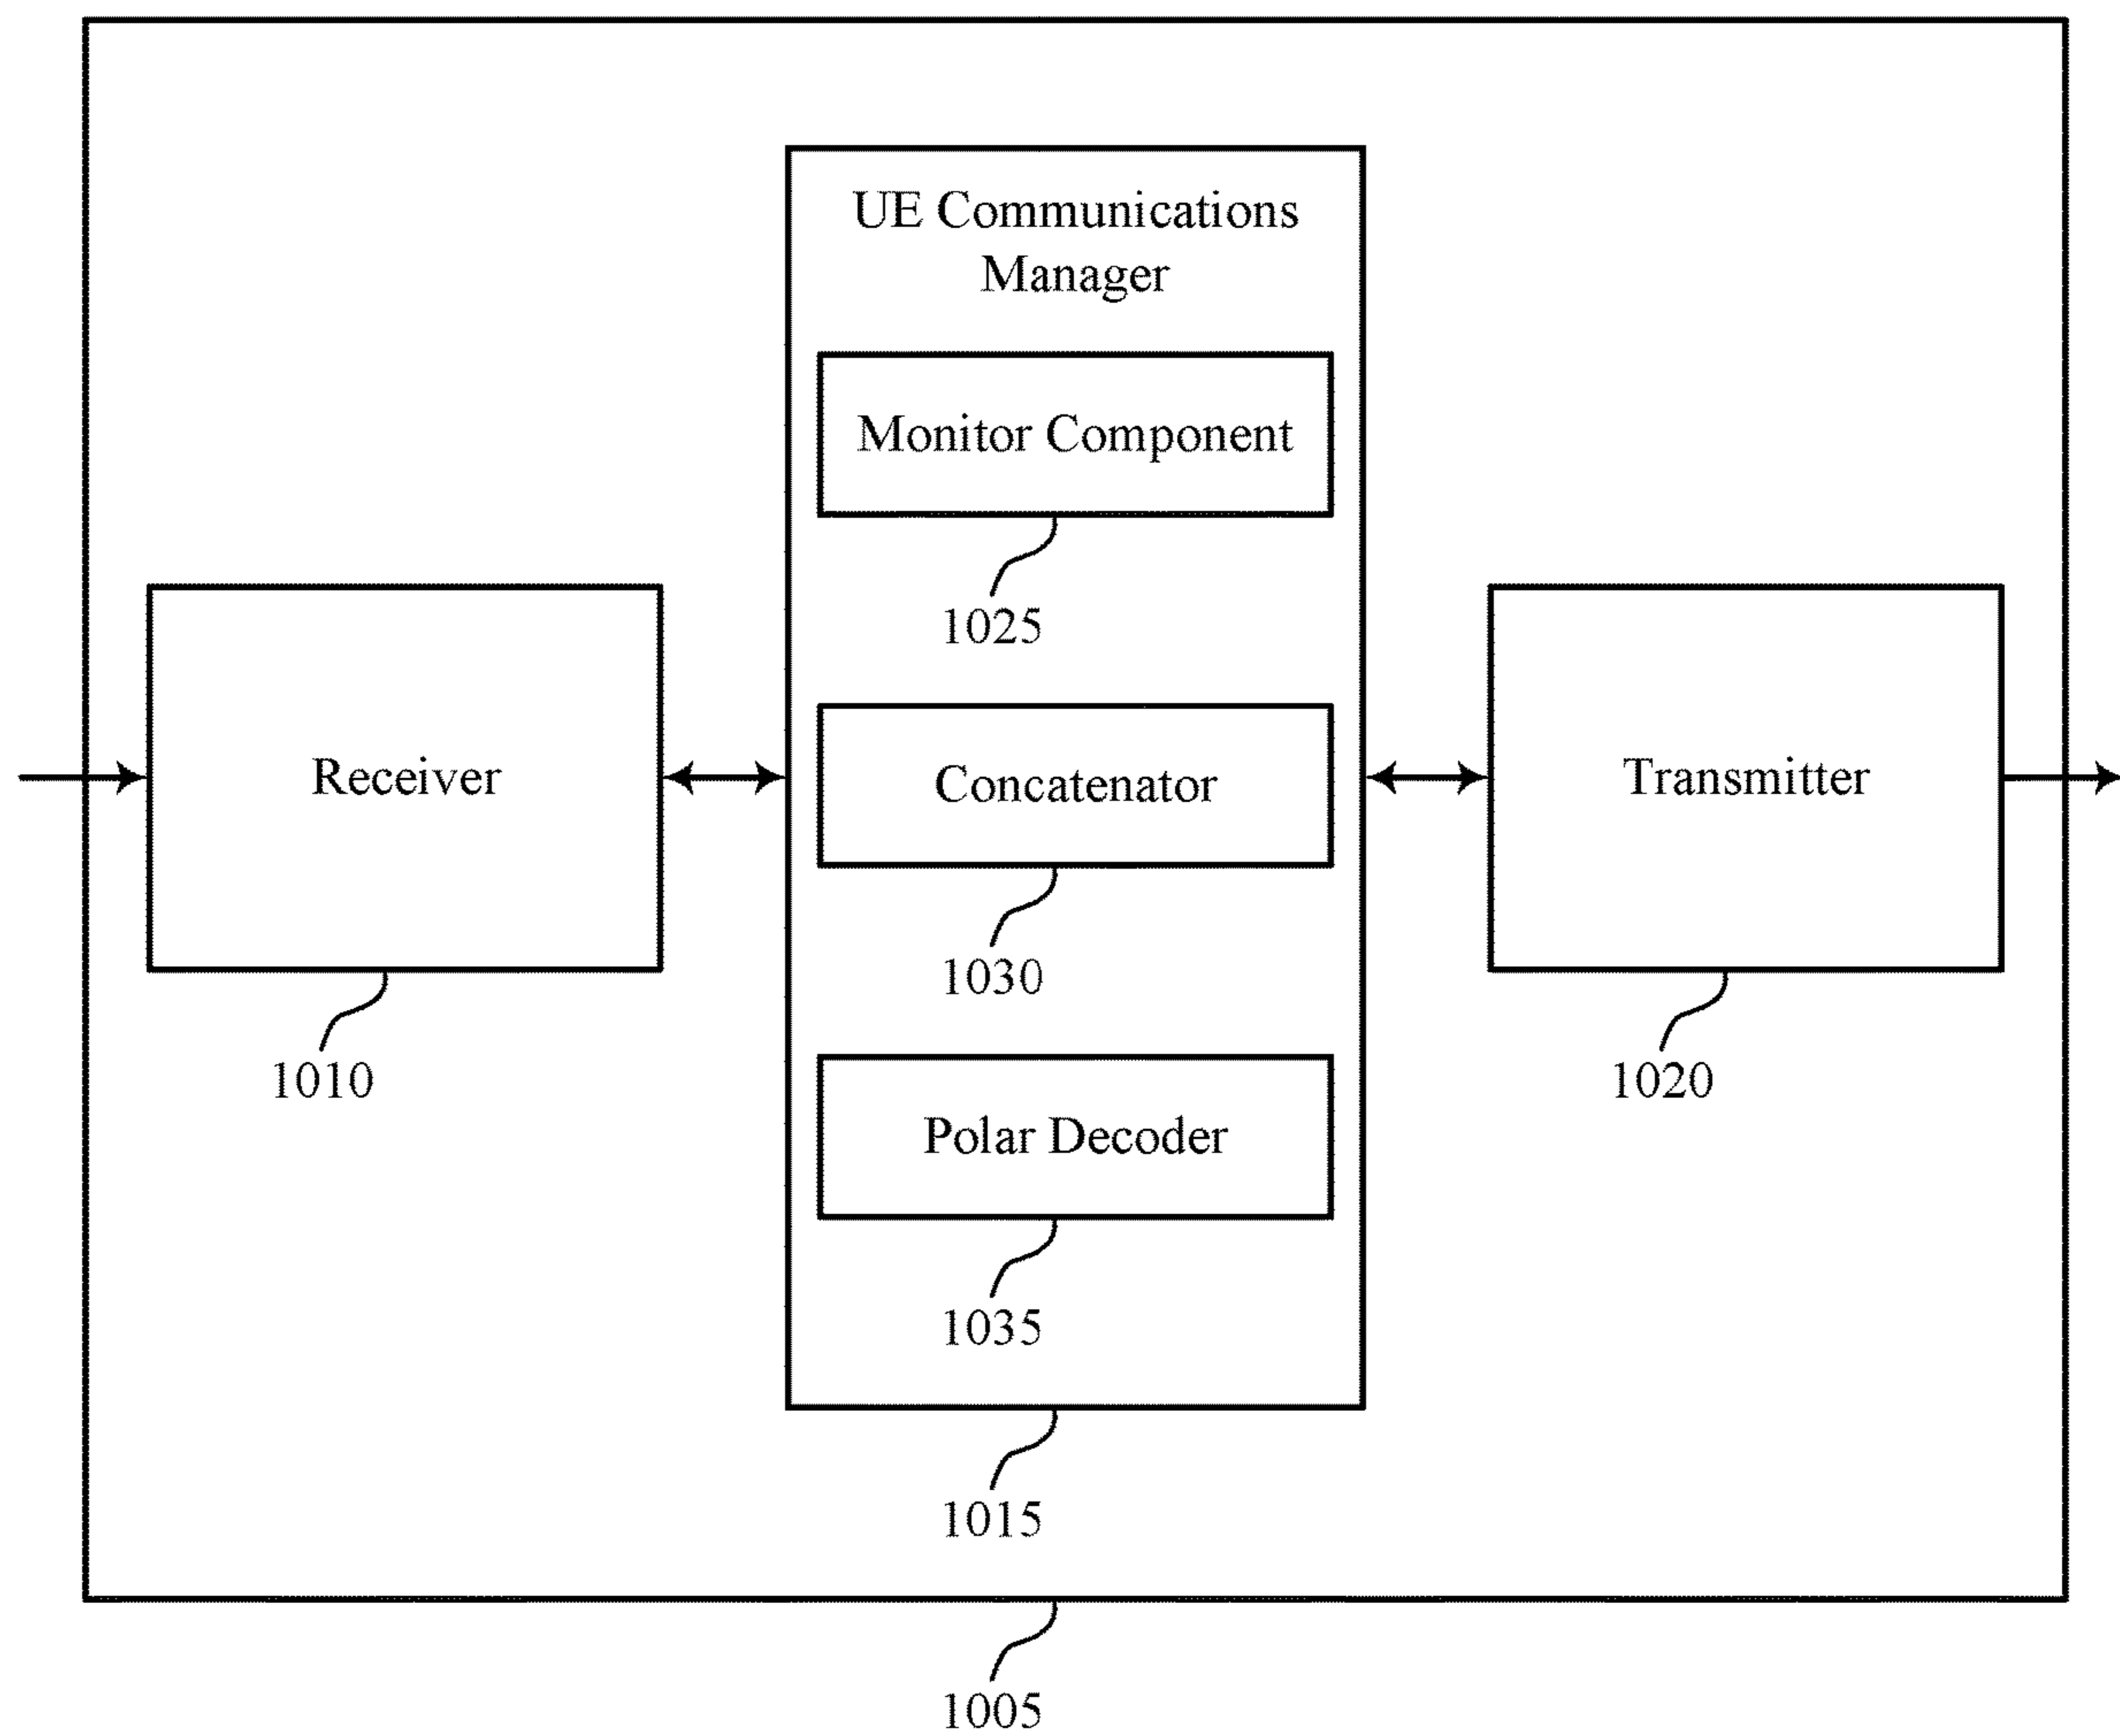 UE Communications
Manager
Monitor Component
1025
Receiver
1010
Concatenator
1030
Transmitter
1020
Polar Decoder
1035
1015
1005